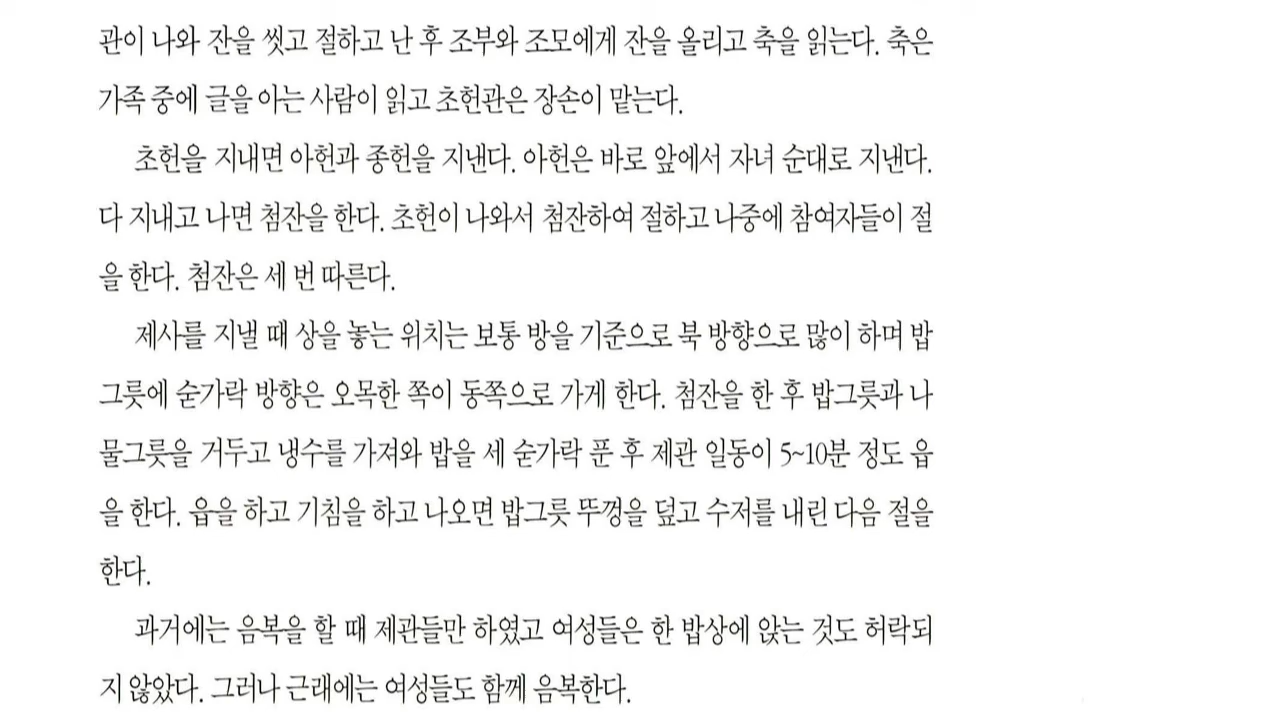 관이 나와 잔을 씻고 절하고 난 후 조부와 조모에게 잔을 올리고 축을 읽는다. 축은
가족 중에 글을 아는 사람이 읽고 초헌관은 장손이 맡는다.
초헌을 지내면 아헌과 종헌을 지낸다. 아헌은 바로 앞에서 자녀 순대로 지낸다.
다 지내고 나면 첨잔을 한다. 초헌이 나와서 첨잔하여 절하고 나중에 참여자들이 절
을 한다. 첨잔은 세 번 따른다.
제사를 지낼 때 상을 놓는 위치는 보통 방을 기준으로 북 방향으로 많이 하며 밥
그릇에 숟가락 방향은 오목한 쪽이 동쪽으로 가게 한다. 첨잔을 한 후 밥그릇과 나
물그릇을 거두고 냉수를 가져와 밥을 세 숟가락 푼 후 제관 일동이 5~10분 정도 읍
을 한다. 읍을 하고 기침을 하고 나오면 밥그릇 뚜껑을 덮고 수저를 내린 다음 절을
한다.
과거에는 음복을 할 때 제관들만 하였고 여성들은 한 밥상에 앉는 것도 허락되
지 않았다. 그러나 근래에는 여성들도 함께 음복한다.